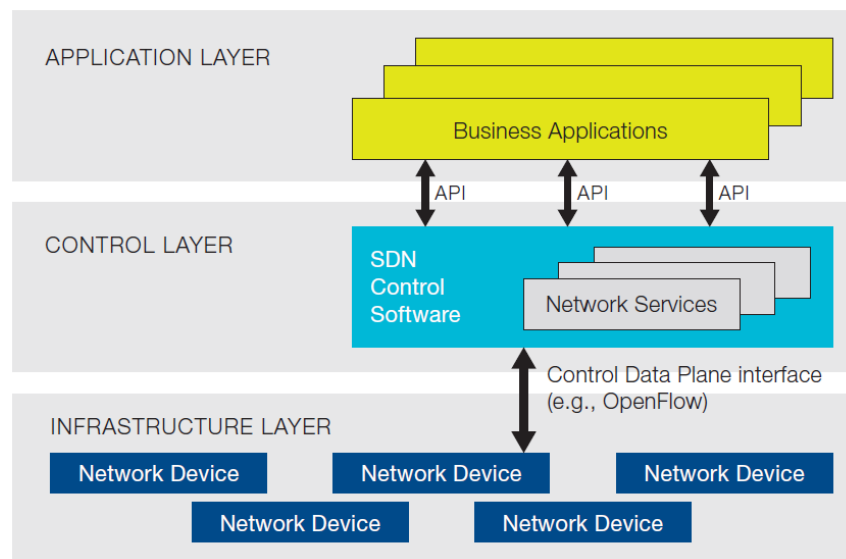 APPLICATION LAYER
Business Applications
API
API
API
CONTROL LAYER
SDN
Control
Software
Network Services
Control Data Plane interface
(e.g., OpenFlow)
INFRASTRUCTURE LAYER
Network Device
Network Device
Network Device
Network Device
Network Device